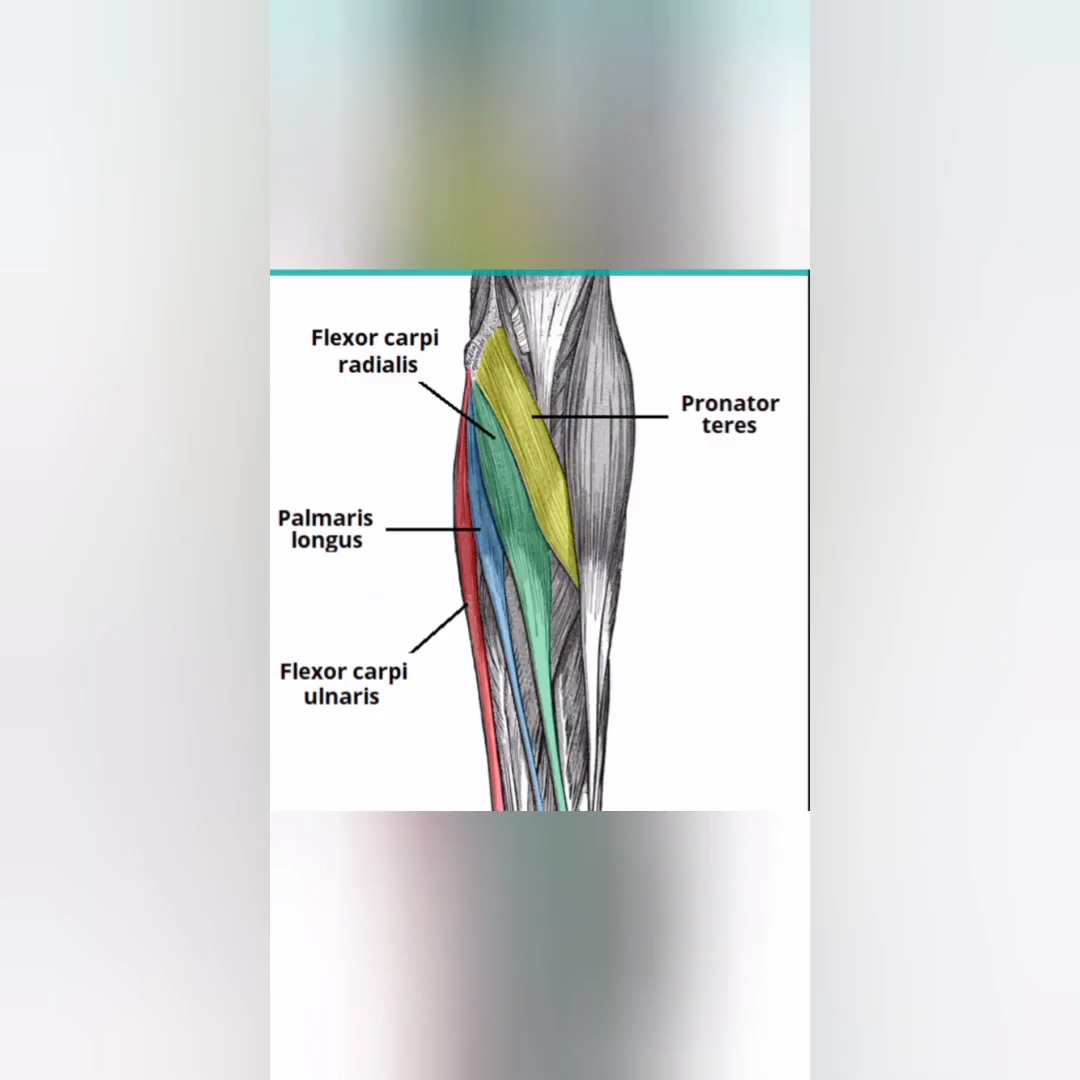 Flexor carpi
radialis
Pronator
teres
Palmaris
longus
Flexor carpi
ulnaris